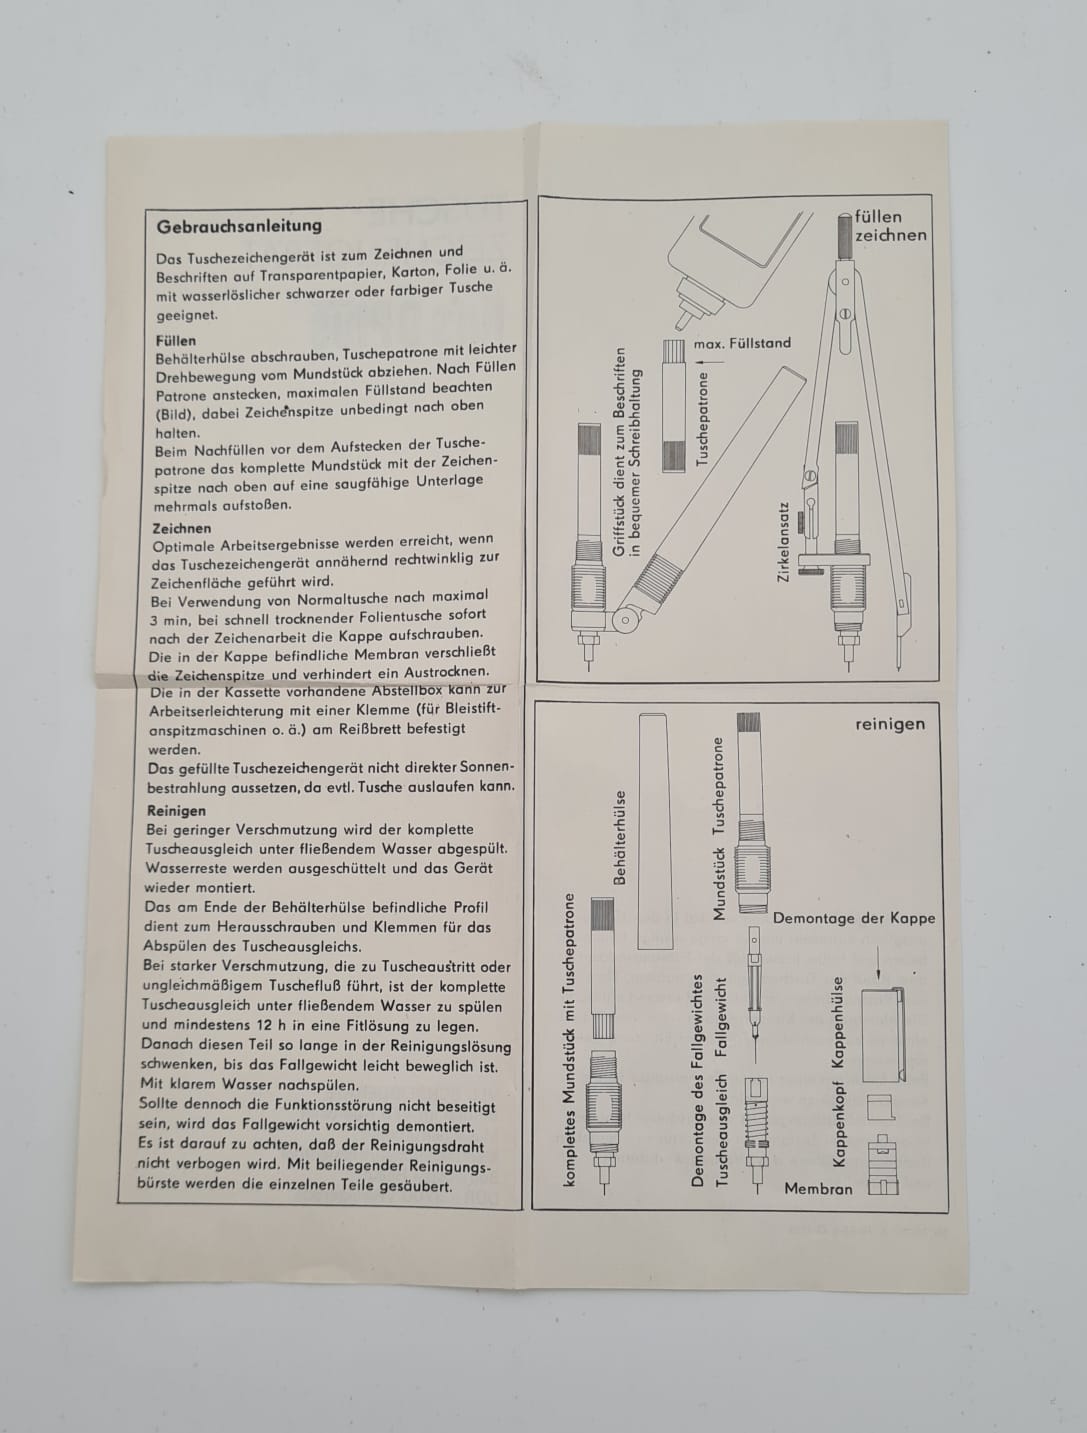 Gebrauchsanleitung
Das Tuschezeichengerät ist zum Zeichnen und
Beschriften auf Transparentpapier, Karton, Folie u. ä.
mit wasserlöslicher schwarzer oder farbiger Tusche
geeignet.
Füllen
Behälterhülse abschrauben, Tuschepatrone mit leichter
Drehbewegung vom Mundstück abziehen. Nach Füllen
Patrone anstecken, maximalen Füllstand beachten
(Bild), dabei Zeichenspitze unbedingt nach oben
halten.
Beim Nachfüllen vor dem Aufstecken der Tusche-
patrone das komplette Mundstück mit der Zeichen-
spitze nach oben auf eine saugfähige Unterlage
mehrmals aufstoßen.
Zeichnen
Optimale Arbeitsergebnisse werden erreicht, wenn
das Tuschezeichengerät annähernd rechtwinklig zur
Zeichenfläche geführt wird.
Bei Verwendung von Normaltusche nach maximal
3 min, bei schnell trocknender Folientusche sofort
nach der Zeichenarbeit die Kappe aufschrauben.
Die in der Kappe befindliche Membran verschließt
die Zeichenspitze und verhindert ein Austrocknen.
Die in der Kassette vorhandene Abstellbox kann zur
Arbeitserleichterung mit einer Klemme (für Bleistift-
anspitzmaschinen o. ä.) am Reißbrett befestigt
werden.
Das gefüllte Tuschezeichengerät nicht direkter Sonnen-
bestrahlung aussetzen, da evtl. Tusche auslaufen kann.
Reinigen
Bei geringer Verschmutzung wird der komplette
Tuscheausgleich unter fließendem Wasser abgespült.
Wasserreste werden ausgeschüttelt und das Gerät
wieder montiert.
Das am Ende der Behälterhülse befindliche Profil
dient zum Herausschrauben und Klemmen für das
Abspülen des Tuscheausgleichs.
Bei starker Verschmutzung, die zu Tuscheaustritt oder
ungleichmäßigem Tuschefluß führt, ist der komplette
Tuscheausgleich unter fließendem Wasser zu spülen
und mindestens 12 h in eine Fitlösung zu legen.
Danach diesen Teil so lange in der Reinigungslösung
schwenken, bis das Fallgewicht leicht beweglich ist.
Mit klarem Wasser nachspülen.
Sollte dennoch die Funktionsstörung nicht beseitigt
sein, wird das Fallgewicht vorsichtig demontiert.
Es ist darauf zu achten, daß der Reinigungsdraht
nicht verbogen wird. Mit beiliegender Reinigungs-
bürste werden die einzelnen Teile gesäubert.
füllen
zeichnen
max. Füllstand
Tuschepatrone
Griffstück dient zum Beschriften
in bequemer Schreibhaltung
Zirkelansatz
reinigen
komplettes Mundstück mit Tuschepatrone
Behälterhülse
Mundstück Tuschepatrone
Demontage des Fallgewichtes
Tuscheausgleich Fallgewicht
Demontage der Kappe
Kappenkopf Kappenhülse
Membran